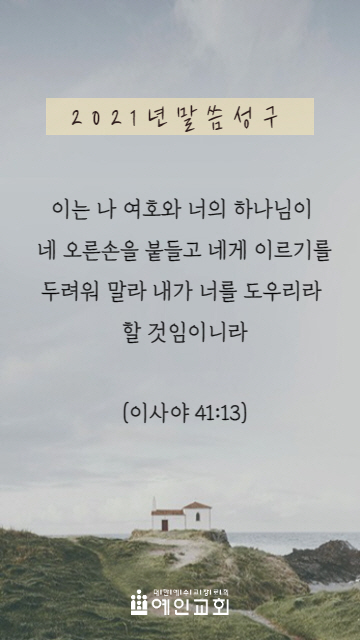 2021년말씀성구
이는 나 여호와 너의 하나님이
네 오른손을 붙들고 네게 이르기를
두려워 말라 내가 너를 도우리라
할 것임이니라
(이사야 41:13)
예인교회